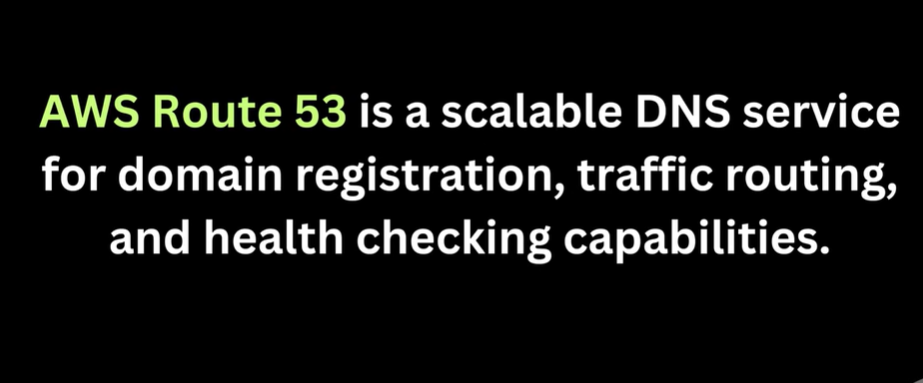 AWS Route 53 is a scalable DNS service
for domain registration, traffic routing,
and health checking capabilities.